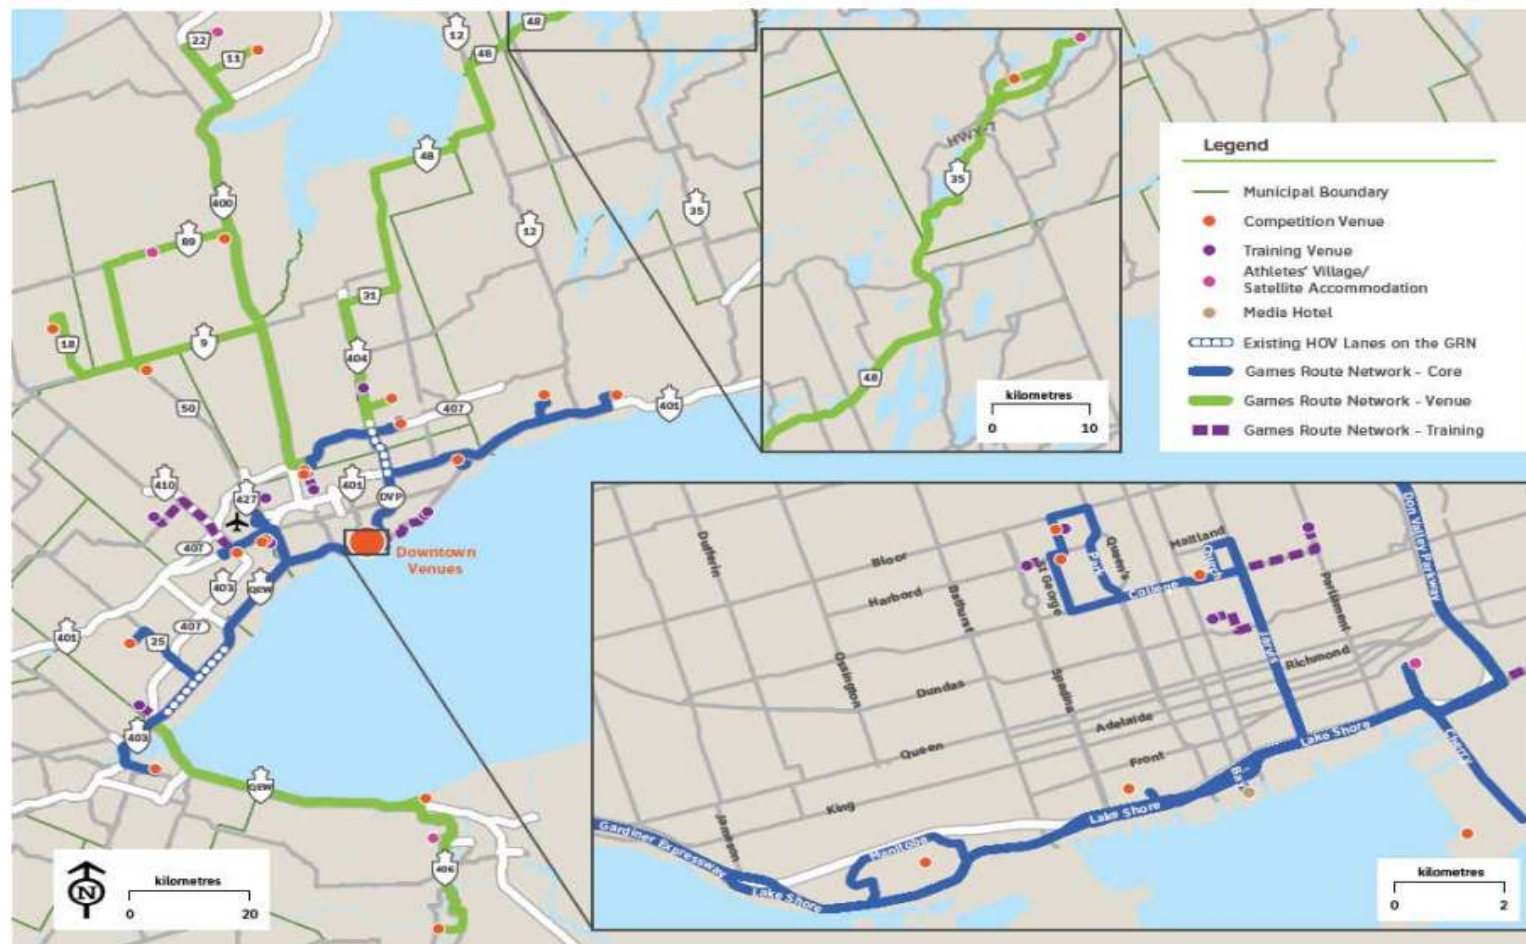 48
12
22
48
11
48
HWY-7
35
400
35
12
89
31
18
9
404
48
50
407
401
410
427
401
DVP
407
Downtown
Venues
403
QEW
407
401
25
403
QEW
406
N
kilometres
0 20
kilometres
0 10
Legend
Municipal Boundary
Competition Venue
Training Venue
Athletes' Village/
Satellite Accommodation
Media Hotel
Existing HOV Lanes on the GRN
Games Route Network - Core
Games Route Network - Venue
Games Route Network - Training
Don Valley Parkway
Dufferin
Bloor
Park
Queen's
Maitland
Church
Harbord
Bathurst
St George
College
Parliment
Jarvis
Ossington
Dundas
Spadina
Richmond
Adelaide
Queen
Front
Lake Shore
Cherry
Bay
King
Lake Shore
Jameson
Gardiner Expressway
Manitoba
Lake Shore
kilometres
0 2